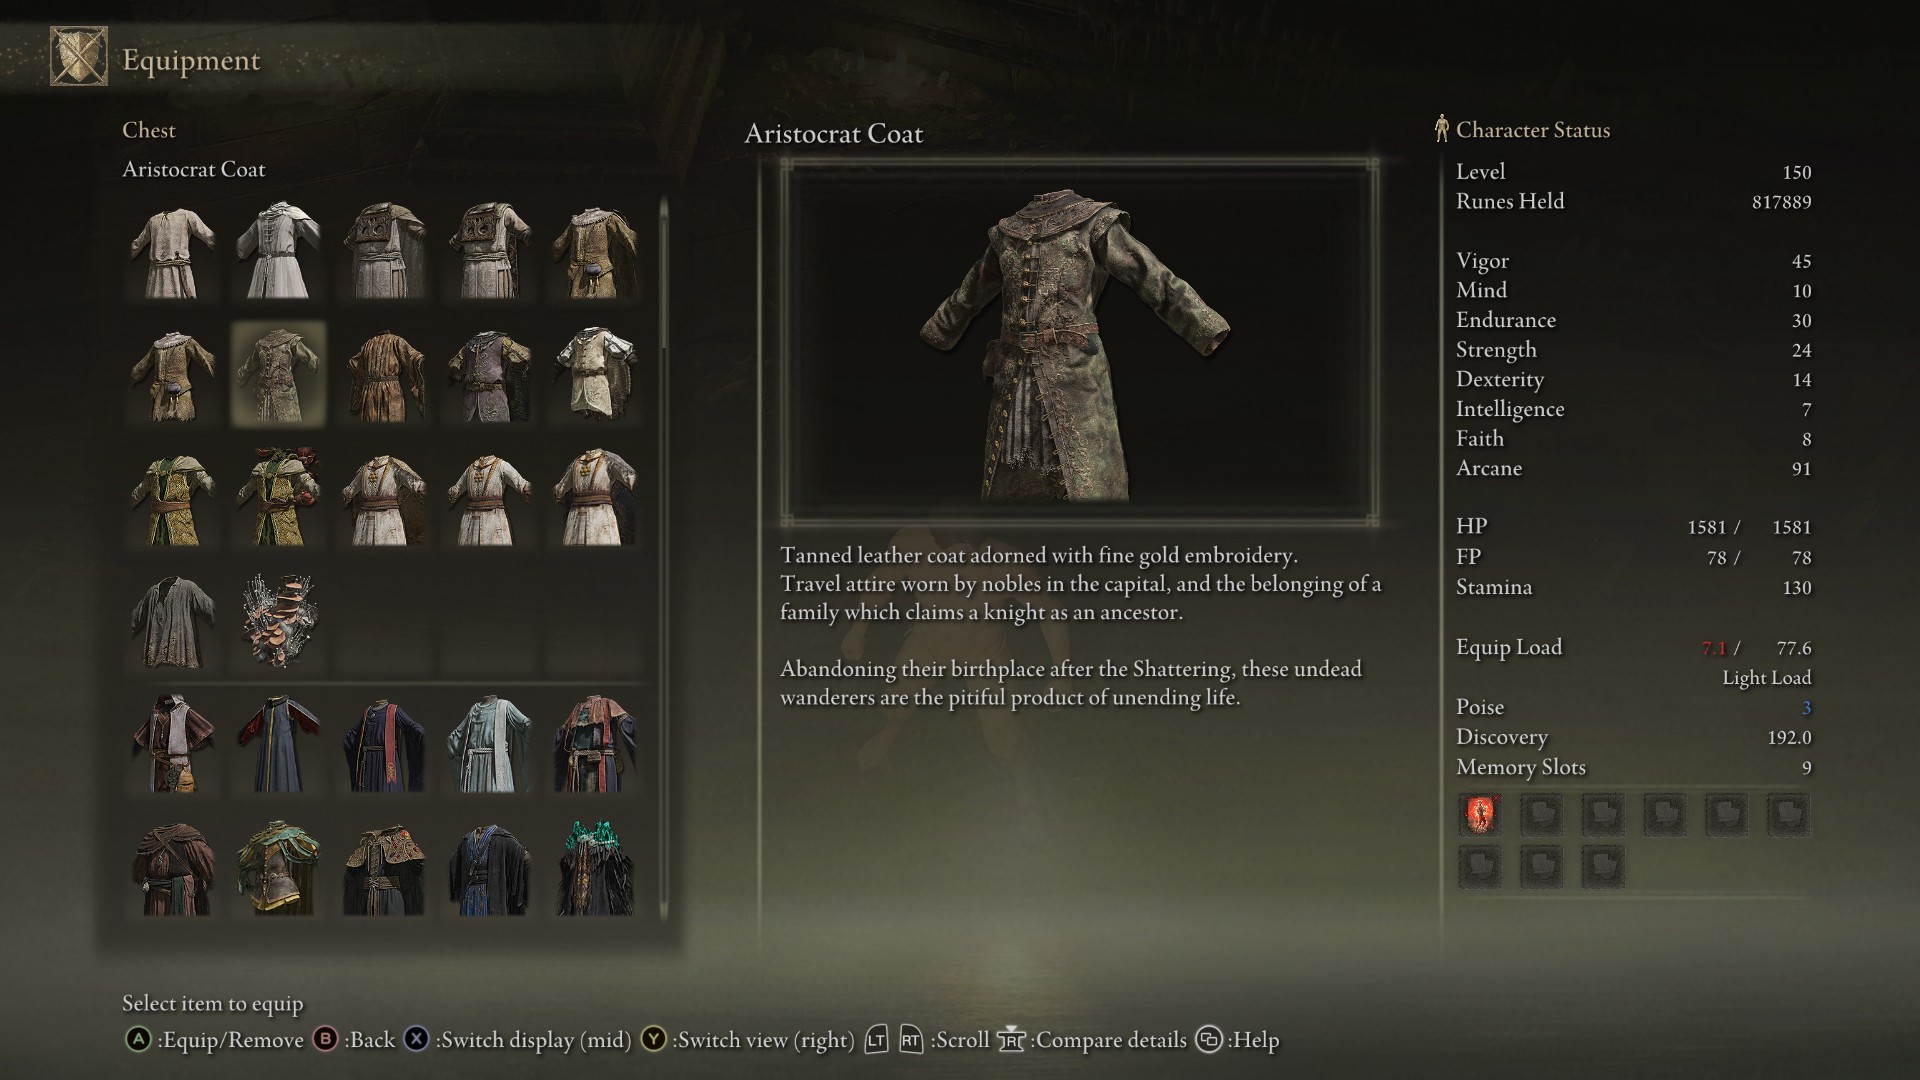 Equipment
Chest
Aristocrat Coat
Aristocrat Coat
Tanned leather coat adorned with fine gold embroidery.
Travel attire worn by nobles in the capital, and the belonging of a
family which claims a knight as an ancestor.
Abandoning their birthplace after the Shattering, these undead
wanderers are the pitiful product of unending life.
Character Status
Level 150
Runes Held 817889
Vigor 45
Mind 10
Endurance 30
Strength 24
Dexterity 14
Intelligence 7
Faith 8
Arcane 91
HP 1581 / 1581
FP 78 / 78
Stamina 130
Equip Load 7.1 / 77.6
Light Load
Poise 3
Discovery 192.0
Memory Slots 9
Select item to equip
A :Equip/Remove B :Back X :Switch display (mid) Y :Switch view (right) LT RT :Scroll R :Compare details :Help